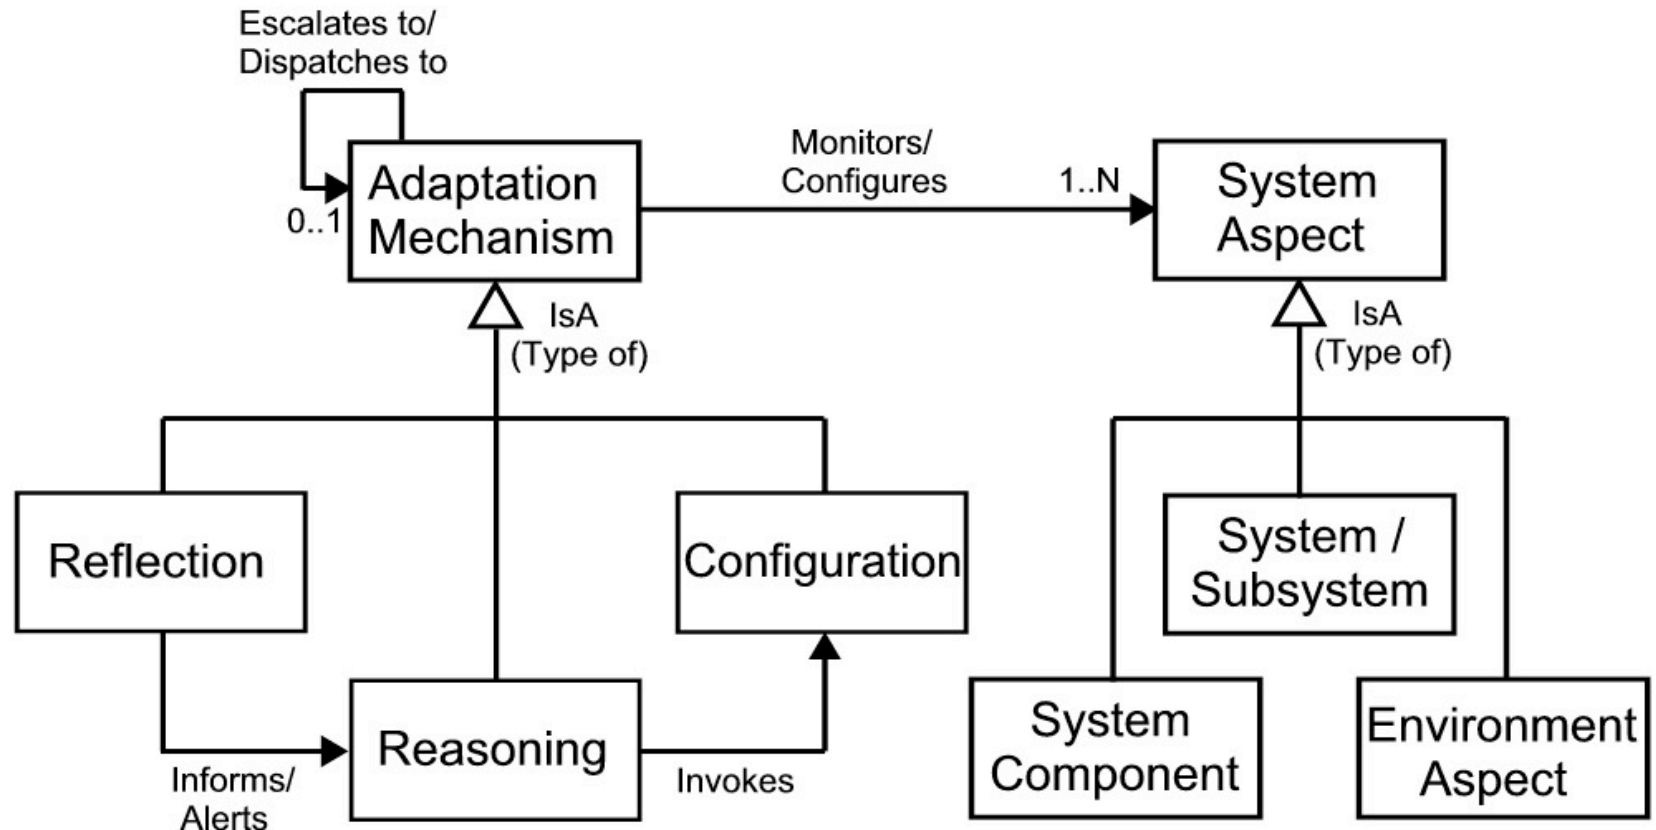 Escalates to/
Dispatches to
0..1
Adaptation
Mechanism
Monitors/
Configures
1..N
System
Aspect
IsA
(Type of)
IsA
(Type of)
Reflection
Configuration
System /
Subsystem
Reasoning
Informs/
Alerts
Invokes
System
Component
Environment
Aspect